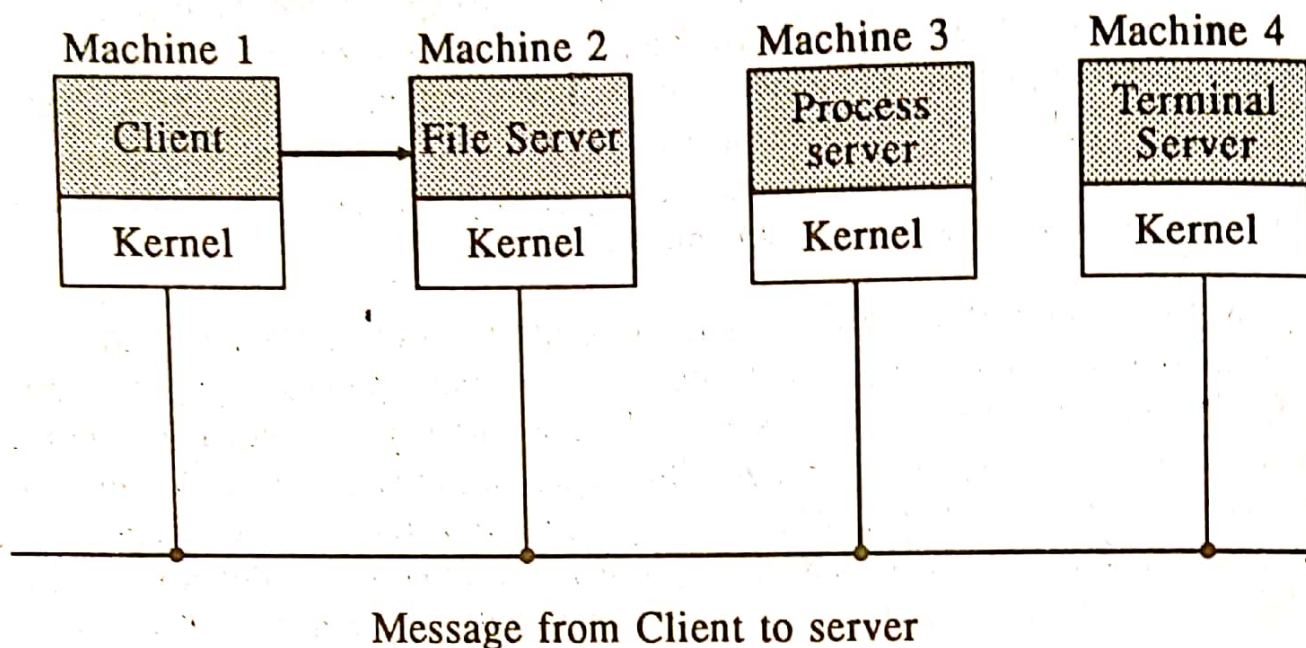 Machine 1
Machine 2
Machine 3
Machine 4
Client
File Server
Process
server
Terminal
Server
Kernel
Kernel
Kernel
Kernel
Message from Client to server